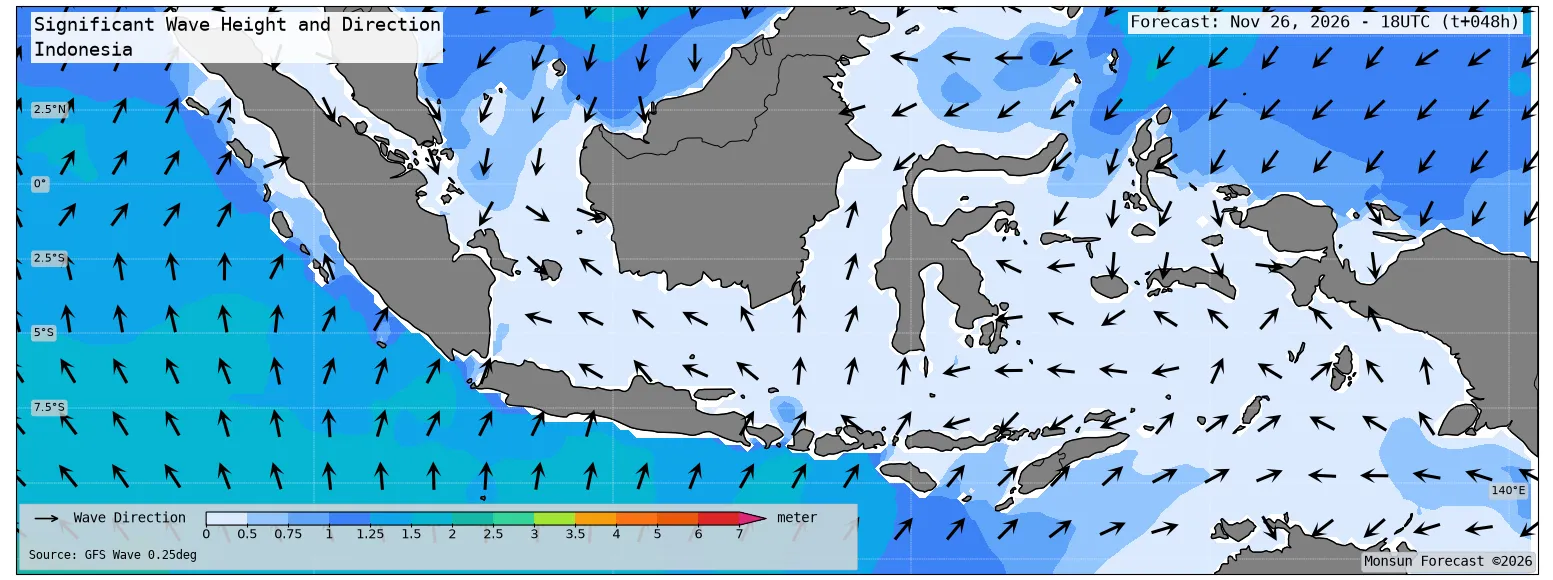 Significant Wave Height and Direction
Indonesia
Forecast: Nov 26, 2026 - 18UTC (t+048h)
2.5°N
0°
2.5°S
5°S
7.5°S
140°E
Wave Direction
0 0.5 0.75 1 1.25 1.5 2 2.5 3 3.5 4 5 6 7
meter
Source: GFS Wave 0.25deg
Monsun Forecast ©2026